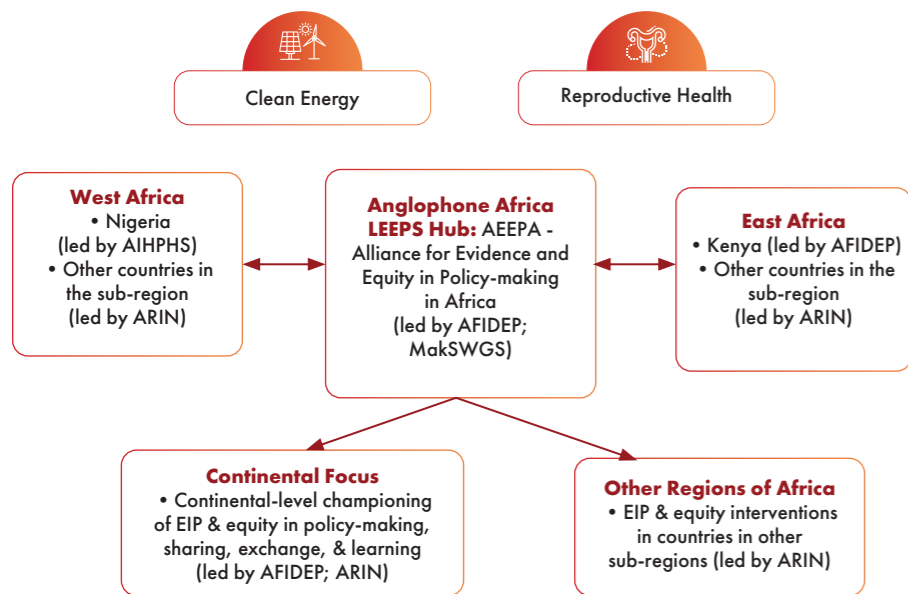 Clean Energy
Reproductive Health
West Africa
• Nigeria
(led by AIHPHS)
• Other countries in
the sub-region
(led by ARIN)
Anglophone Africa
LEEPS Hub: AEEPA -
Alliance for Evidence and
Equity in Policy-making
in Africa
(led by AFIDEP;
MakSWGS)
East Africa
• Kenya (led by AFIDEP)
• Other countries in the
sub-region
(led by ARIN)
Continental Focus
• Continental-level championing
of EIP & equity in policy-making,
sharing, exchange, & learning
(led by AFIDEP; ARIN)
Other Regions of Africa
• EIP & equity interventions
in countries in other
sub-regions (led by ARIN)